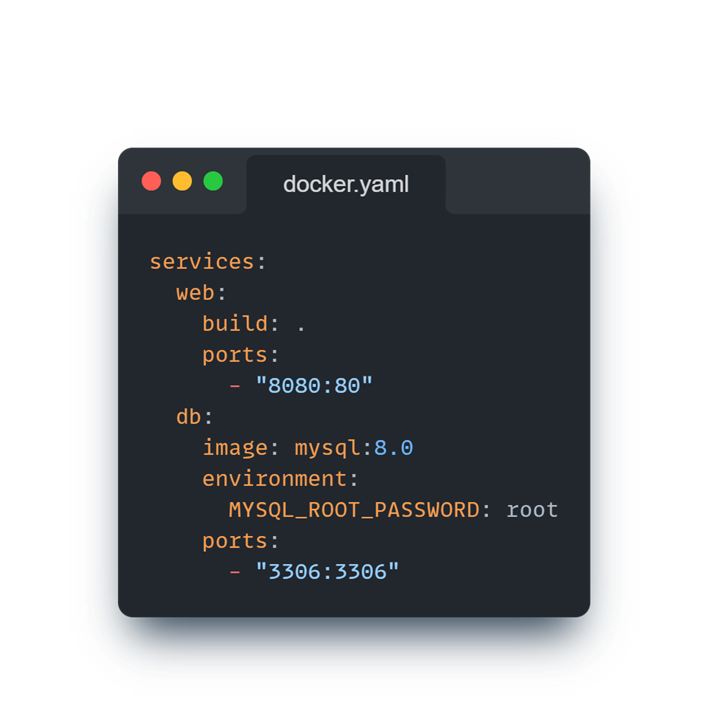 docker.yaml
services:
  web:
    build: .
    ports:
      - "8080:80"
  db:
    image: mysql:8.0
    environment:
      MYSQL_ROOT_PASSWORD: root
    ports:
      - "3306:3306"